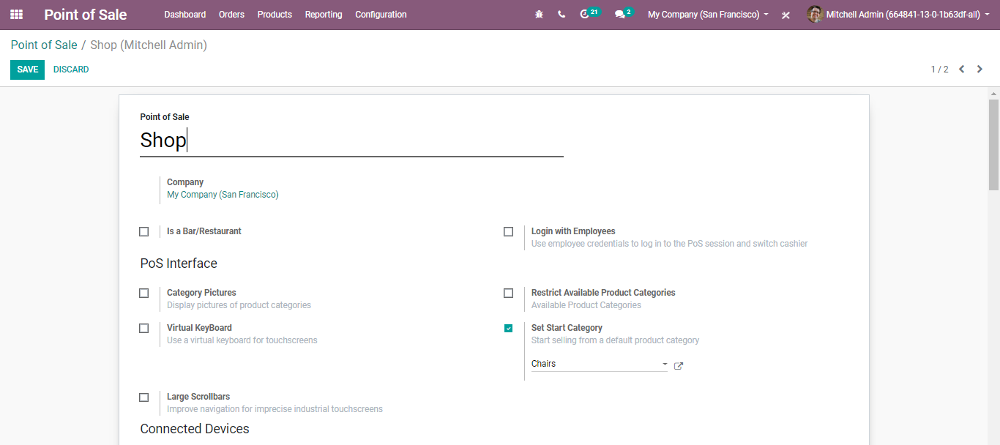 Point of Sale Dashboard Orders Products Reporting Configuration 21 2 My Company (San Francisco) Mitchell Admin (664841-13-0-1b63df-all)
Point of Sale / Shop (Mitchell Admin)
SAVE DISCARD 1 / 2
Point of Sale
Shop
Company
My Company (San Francisco)
Is a Bar/Restaurant Login with Employees
Use employee credentials to log in to the PoS session and switch cashier
PoS Interface
Category Pictures Restrict Available Product Categories
Display pictures of product categories Available Product Categories
Virtual KeyBoard Set Start Category
Use a virtual keyboard for touchscreens Start selling from a default product category
Chairs
Large Scrollbars
Improve navigation for imprecise industrial touchscreens
Connected Devices